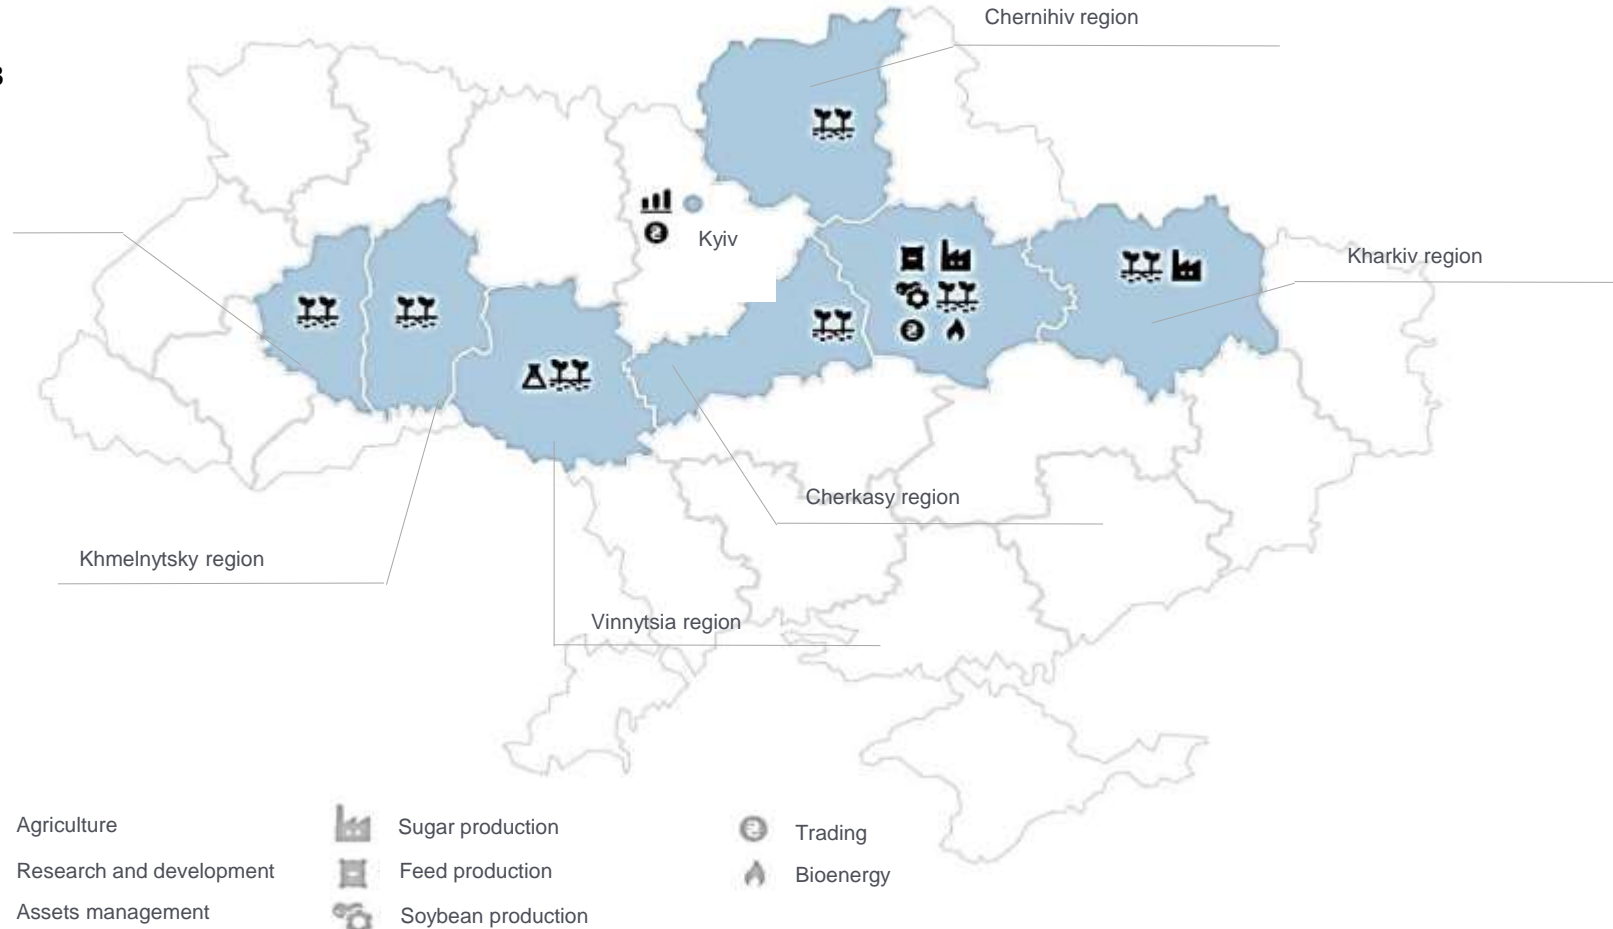 Chernihiv region
Kyiv
Kharkiv region
Cherkasy region
Khmelnytsky region
Vinnytsia region
Agriculture
Sugar production
Trading
Research and development
Feed production
Bioenergy
Assets management
Soybean production